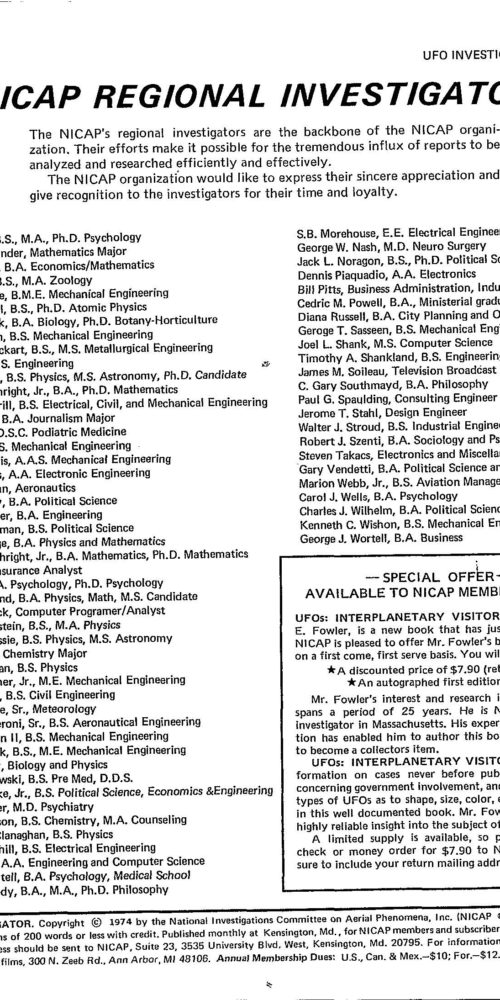 UFO INVESTI
ICAP REGIONAL INVESTIGATO
The NICAP's regional investigators are the backbone of the NICAP organi-
zation. Their efforts make it possible for the tremendous influx of reports to be
analyzed and researched efficiently and effectively.
The NICAP organization would like to express their sincere appreciation and
give recognition to the investigators for their time and loyalty.
.S., M.A., Ph.D. Psychology
nder, Mathematics Major
, B.A. Economics/Mathematics
.S., M.A. Zoology
e, B.M.E. Mechanical Engineering
l, B.S., Ph.D. Atomic Physics
k, B.A. Biology, Ph.D. Botany-Horticulture
n, B.S. Mechanical Engineering
ckart, B.S., M.S. Metallurgical Engineering
S. Engineering
, B.S. Physics, M.S. Astronomy, Ph.D. Candidate
hright, Jr., B.A., Ph.D. Mathematics
rill, B.S. Electrical, Civil, and Mechanical Engineering
B.A. Journalism Major
D.S.C. Podiatric Medicine
S. Mechanical Engineering
is, A.A.S. Mechanical Engineering
s, A.A. Electronic Engineering
n, Aeronautics
y, B.A. Political Science
er, B.A. Engineering
man, B.S. Political Science
ge, B.A. Physics and Mathematics
hright, Jr., B.A. Mathematics, Ph.D. Mathematics
surance Analyst
A. Psychology, Ph.D. Psychology
nd, B.A. Physics, Math, M.S. Candidate
ck, Computer Programer/Analyst
stein, B.S., M.A. Physics
ssie, B.S. Physics, M.S. Astronomy
Chemistry Major
an, B.S. Physics
ner, Jr., M.E. Mechanical Engineering
, B.S. Civil Engineering
e, Sr., Meteorology
eroni, Sr., B.S. Aeronautical Engineering
n II, B.S. Mechanical Engineering
k, B.S., M.E. Mechanical Engineering
, Biology and Physics
wski, B.S. Pre Med, D.D.S.
ke, Jr., B.S. Political Science, Economics &Engineering
er, M.D. Psychiatry
son, B.S. Chemistry, M.A. Counseling
Clanaghan, B.S. Physics
hill, B.S. Electrical Engineering
A.A. Engineering and Computer Science
tell, B.A. Psychology, Medical School
dy, B.A., M.A., Ph.D. Philosophy
S.B. Morehouse, E.E. Electrical Enginee
George W. Nash, M.D. Neuro Surgery
Jack L. Noragon, B.S., Ph.D. Political Sc
Dennis Piaquadio, A.A. Electronics
Bill Pitts, Business Administration, Indu
Cedric M. Powell, B.A., Ministerial gradu
Diana Russell, B.A. City Planning and O
Geroge T. Sasseen, B.S. Mechanical Eng
Joel L. Shank, M.S. Computer Science
Timothy A. Shankland, B.S. Engineerin
James M. Soileau, Television Broadcast
C. Gary Southmayd, B.A. Philosophy
Paul G. Spaulding, Consulting Engineer
Jerome T. Stahl, Design Engineer
Walter J. Stroud, B.S. Industrial Enginee
Robert J. Szenti, B.A. Sociology and Ps
Steven Takacs, Electronics and Miscella
Gary Vendetti, B.A. Political Science an
Marion Webb, Jr., B.S. Aviation Manage
Carol J. Wells, B.A. Psychology
Charles J. Wilhelm, B.A. Political Scienc
Kenneth C. Wishon, B.S. Mechanical En
George J. Wortell, B.A. Business
— SPECIAL OFFER—
AVAILABLE TO NICAP MEMB
UFOs: INTERPLANETARY VISITOR
E. Fowler, is a new book that has jus
NICAP is pleased to offer Mr. Fowler's b
on a first come, first serve basis. You wil
★A discounted price of $7.90 (ret
★An autographed first edition
Mr. Fowler's interest and research i
spans a period of 25 years. He is N
investigator in Massachusetts. His exper
tion has enabled him to author this bo
to become a collectors item.
UFOs: INTERPLANETARY VISITO
formation on cases never before pub
concerning government involvement, and
types of UFOs as to shape, size, color, e
in this well documented book. Mr. Fow
highly reliable insight into the subject of
A limited supply is available, so p
check or money order for $7.90 to N
sure to include your return mailing addr
GATOR. Copyright © 1974 by the National Investigations Committee on Aerial Phenomena, Inc. (NICAP
ns of 200 words or less with credit. Published monthly at Kensington, Md., for NICAP members and subscriber
ess should be sent to NICAP, Suite 23, 3535 University Blvd. West, Kensington, Md. 20795. For information
films, 300 N. Zeeb Rd., Ann Arbor, MI 48106. Annual Membership Dues: U.S., Can. & Mex.—$10; For.—$12.